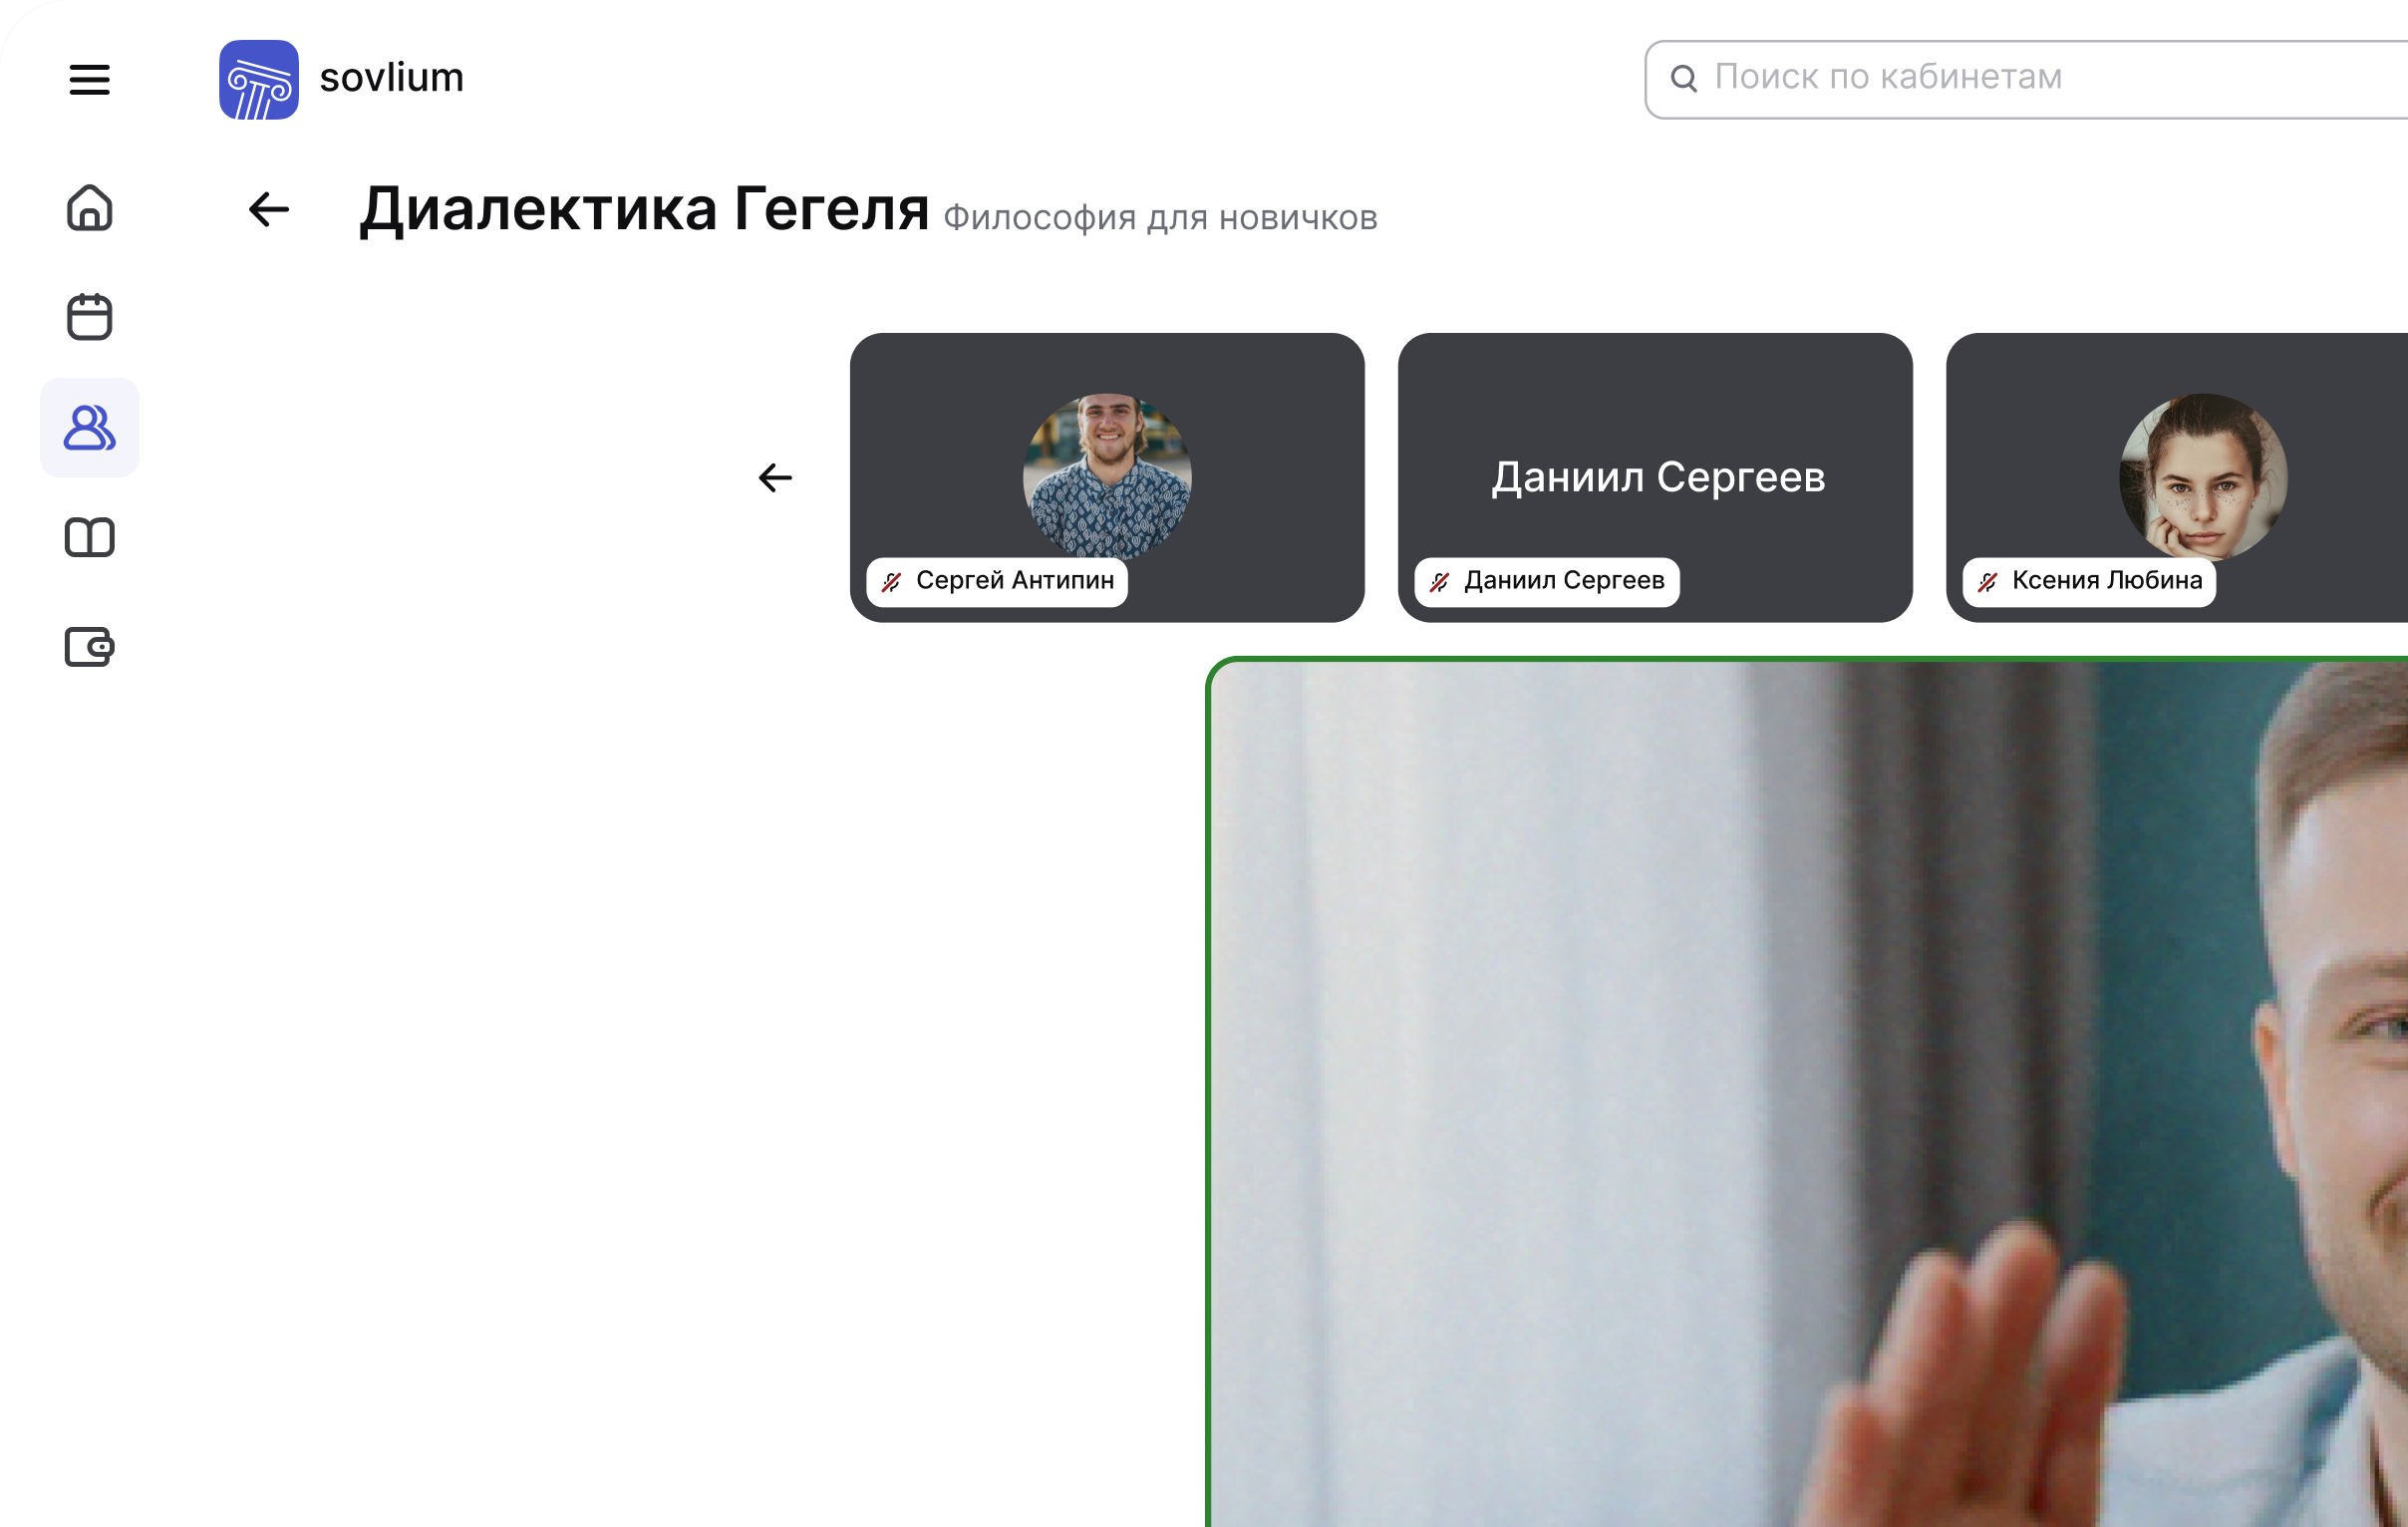 sovlium
Поиск по кабинетам
Диалектика Гегеля Философия для новичков
Даниил Сергеев
Сергей Антипин
Даниил Сергеев
Ксения Любина